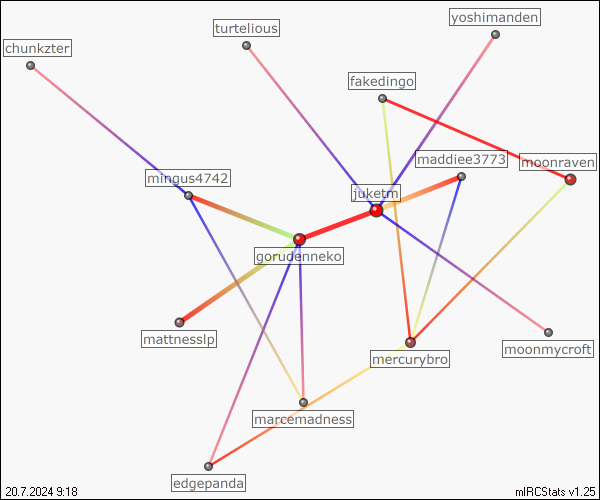 yoshimanden
turtelious
chunkzter
fakedingo
maddiee3773
moonraven
mingus4742
juketm
gorudenneko
mattnesslp
moonmycroft
mercurybro
marcemadness
edgepanda
20.7.2024 9:18
mIRCStats v1.25